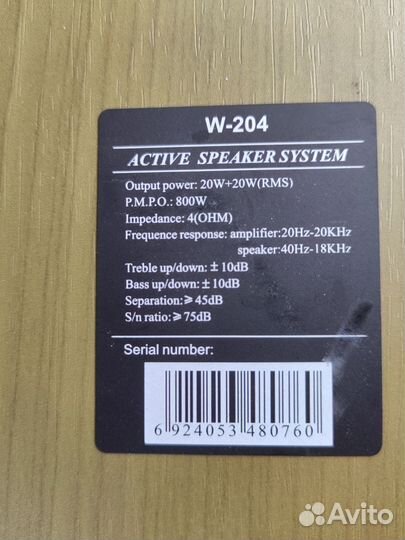 W-204
ACTIVE SPEAKER SYSTEM
Output power: 20W+20W(RMS)
P.M.P.O.: 800W
Impedance: 4(OHM)
Frequence response: amplifier:20Hz-20KHz
speaker:40Hz-18KHz
Treble up/down: ± 10dB
Bass up/down: ± 10dB
Separation: ≥ 45dB
S/n ratio: ≥ 75dB
Serial number:
6 924053 480760
Avito